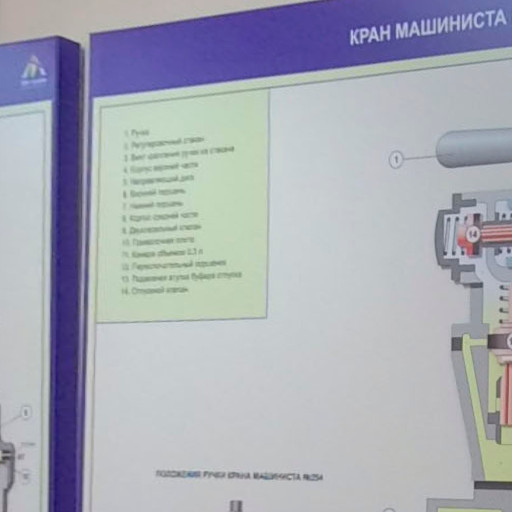 КРАН МАШИНИСТА
1. Ручка
2. Регулировочный стакан
3. Винт крепления ручки на стакане
4. Корпус верхней части
5. Направляющий диск
6. Верхний поршень
7. Нижний поршень
8. Корпус средней части
9. Двухседельный клапан
10. Привалочная плита
11. Камера объемом 0,3 л
12. Переключательный поршенек
13. Подвижная втулка буфера отпуска
14. Отпускной клапан
1
14
ПОЛОЖЕНИЯ РУЧКИ КРАНА МАШИНИСТА №254